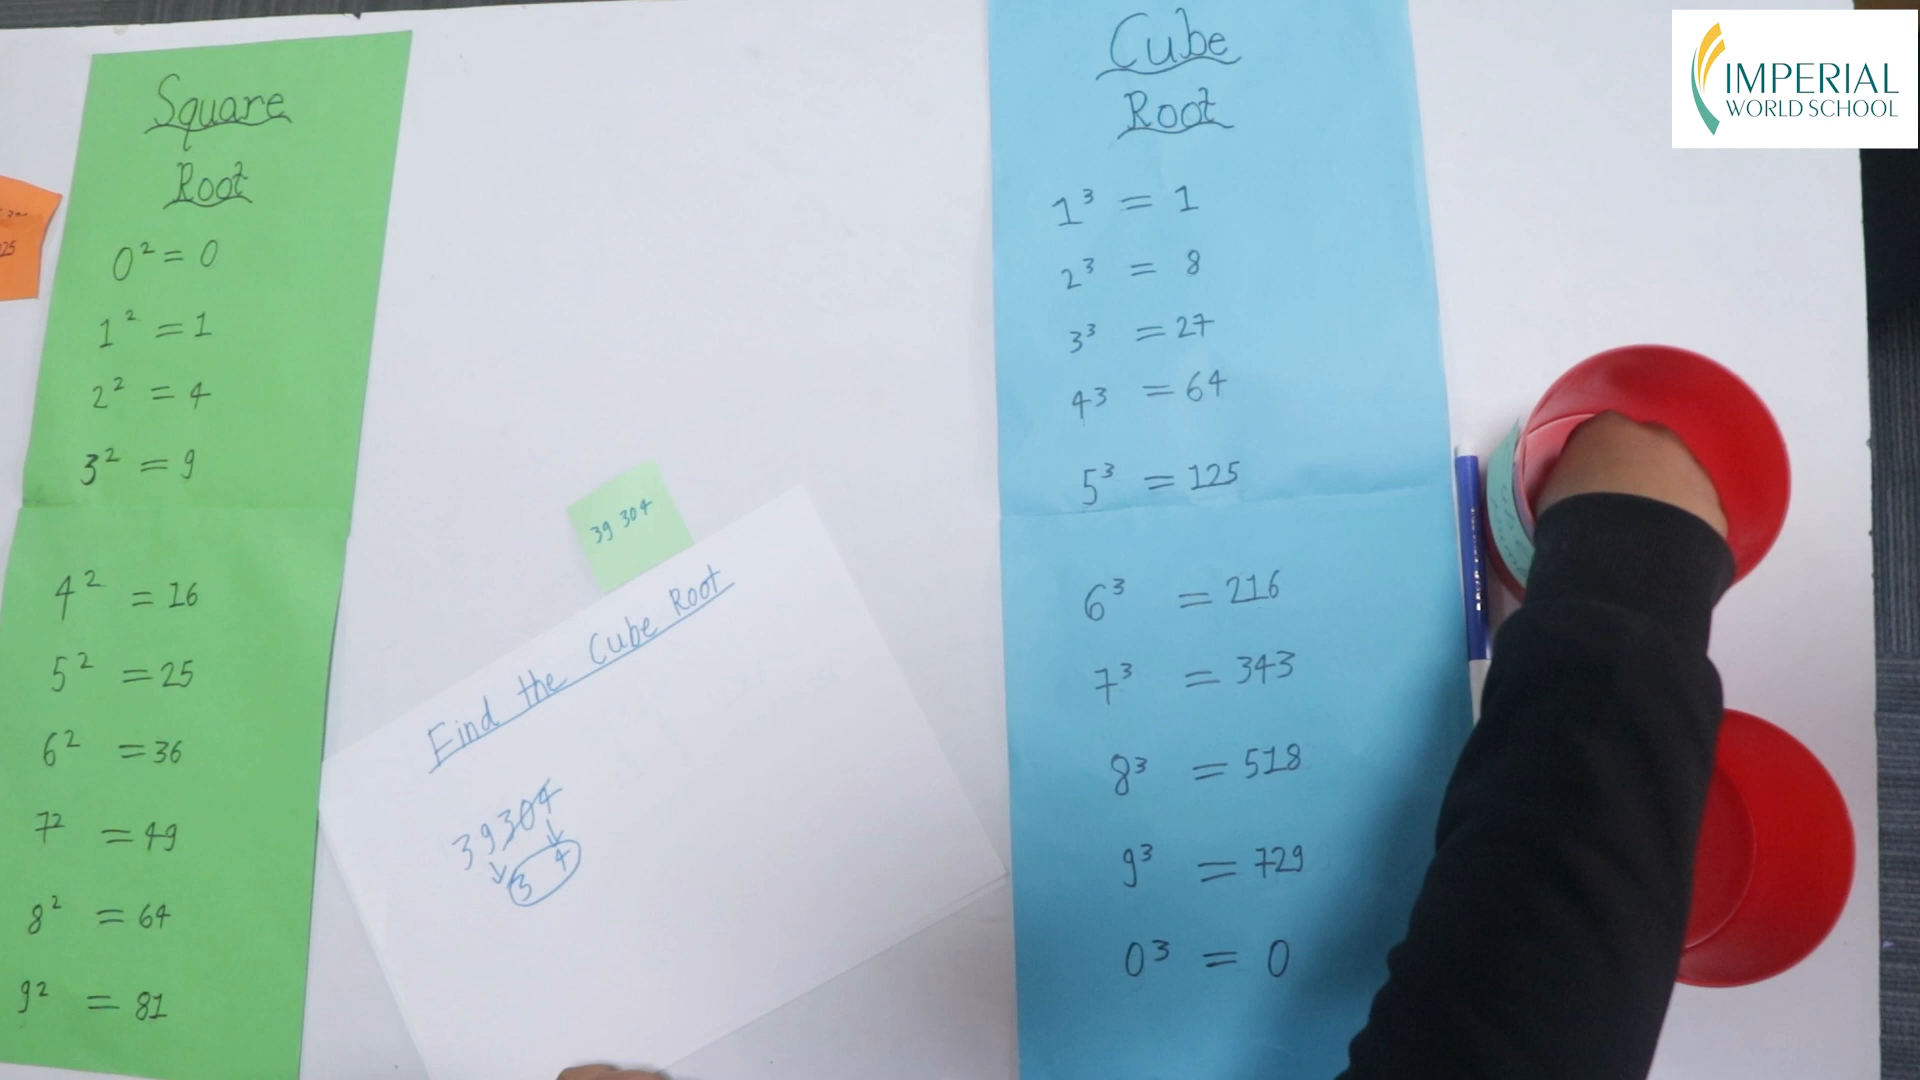 Square
Root
0² = 0
1² = 1
2² = 4
3² = 9
4² = 16
5² = 25
6² = 36
7² = 49
8² = 64
9² = 81
39 304
Find the Cube Root
39304
3 4
Cube
Root
1³ = 1
2³ = 8
3³ = 27
4³ = 64
5³ = 125
6³ = 216
7³ = 343
8³ = 518
9³ = 729
0³ = 0
IMPERIAL
WORLD SCHOOL